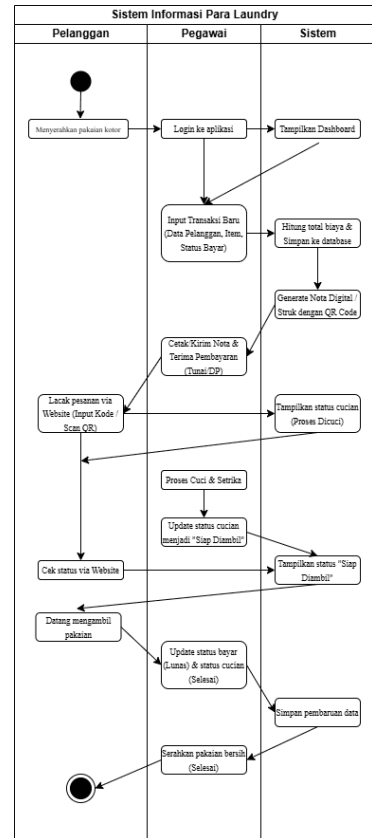 Sistem Informasi Para Laundry
Pelanggan
Pegawai
Sistem
Menyerahkan pakaian kotor
Login ke aplikasi
Tampilkan Dashboard
Input Transaksi Baru
(Data Pelanggan, Item,
Status Bayar)
Hitung total biaya &
Simpan ke database
Generate Nota Digital /
Struk dengan QR Code
Cetak/Kirim Nota &
Terima Pembayaran
(Tunai/DP)
Lacak pesanan via
Website (Input Kode /
Scan QR)
Tampilkan status cucian
(Proses Dicuci)
Proses Cuci & Setrika
Update status cucian
menjadi "Siap Diambil"
Cek status via Website
Tampilkan status "Siap
Diambil"
Datang mengambil
pakaian
Update status bayar
(Lunas) & status cucian
(Selesai)
Simpan pembaruan data
Serahkan pakaian bersih
(Selesai)